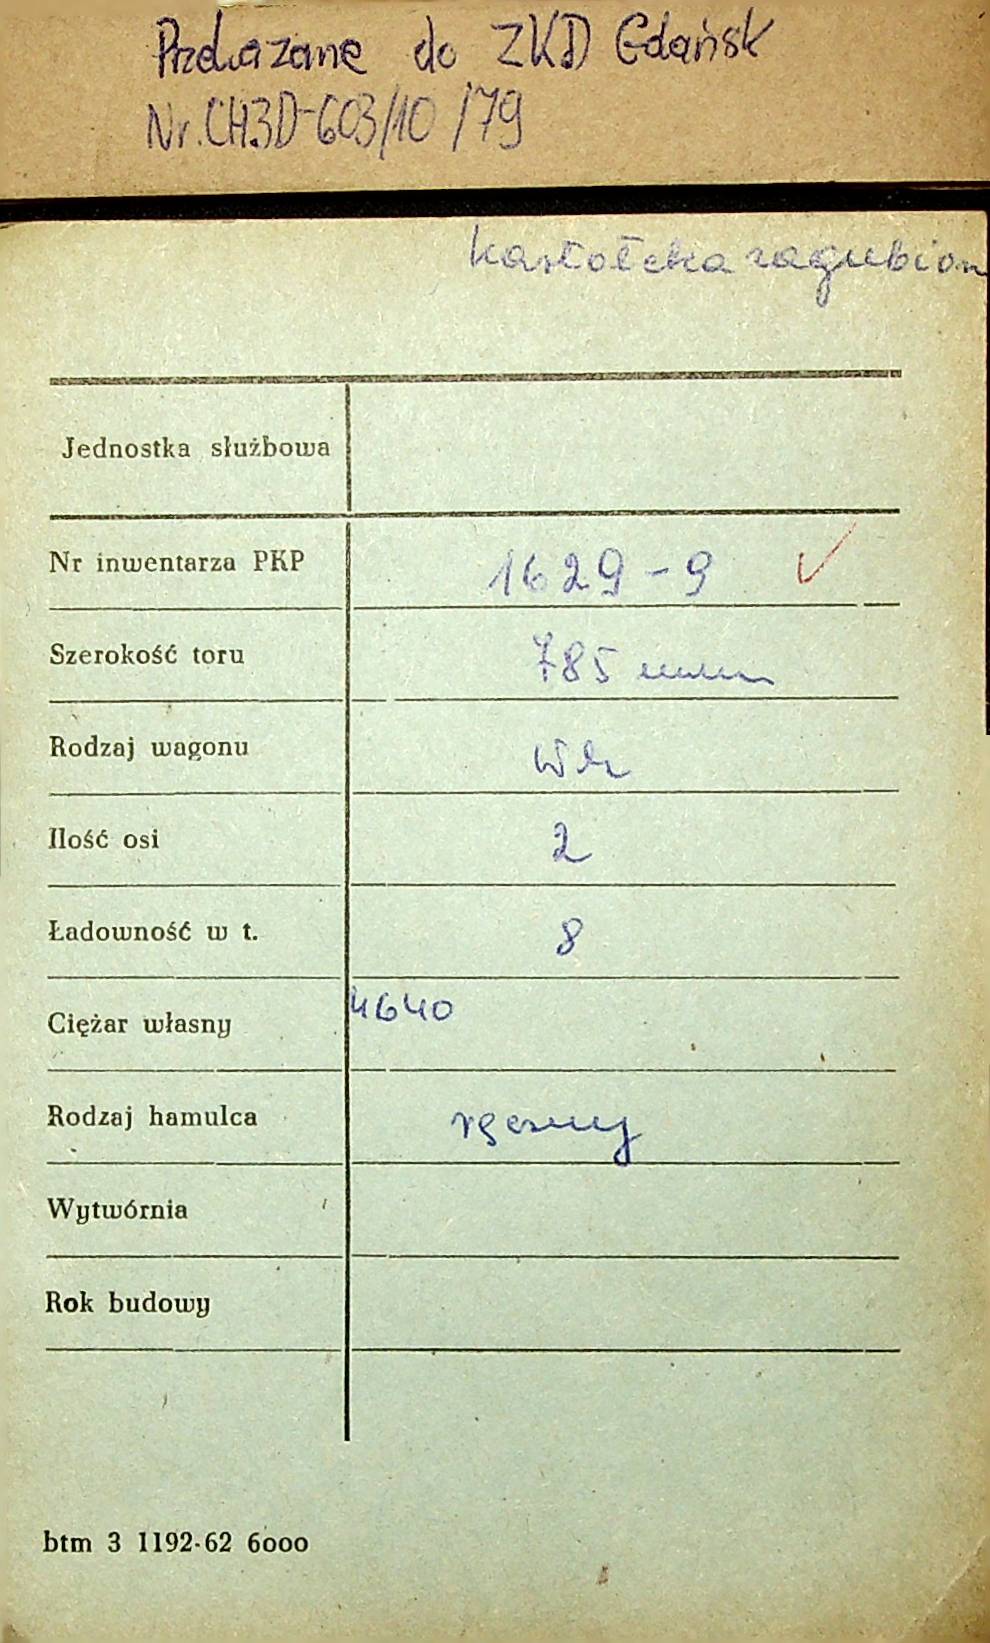 Przekazane do ZKD Gdańsk
Nr. CH3D-603/10/79
kartoteka zagubion
Jednostka służbowa
Nr inwentarza PKP 1629-9
Szerokość toru 785 mm
Rodzaj wagonu
Ilość osi 2
Ładowność w t. 8
Ciężar własny 4640
Rodzaj hamulca ręczny
Wytwórnia
Rok budowy
btm 3 1192-62 6000